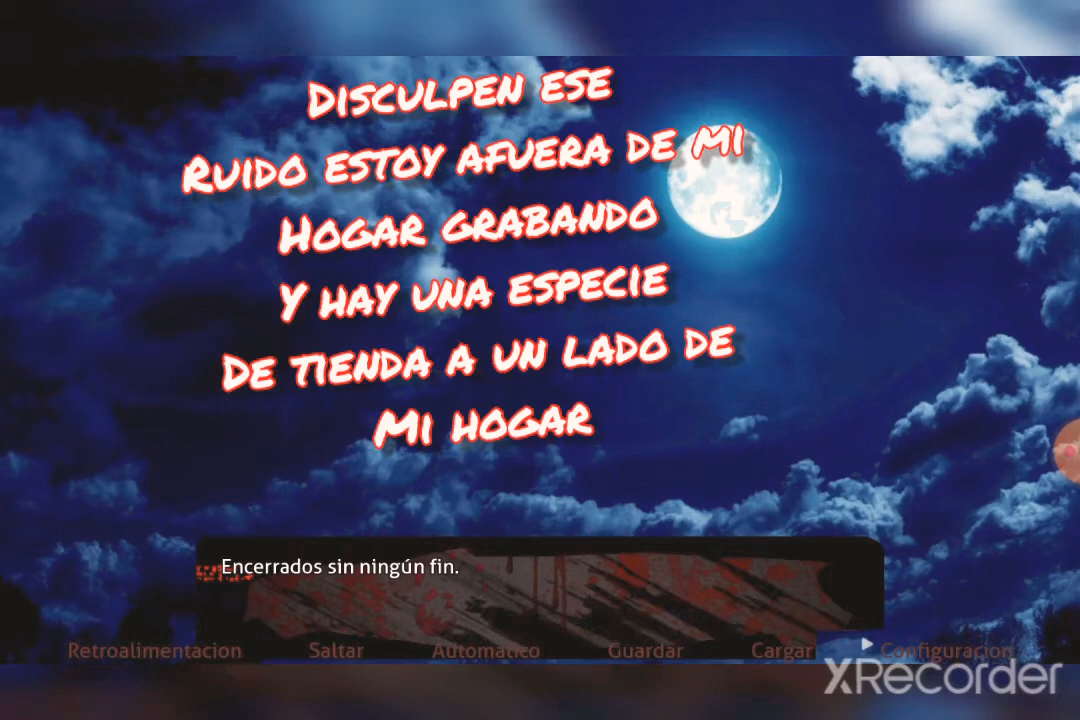 Disculpen ese
Ruido estoy afuera de mi
Hogar grabando
Y hay una especie
De tienda a un lado de
Mi hogar
Encerrados sin ningún fin.
Retroalimentacion Saltar Automatico Guardar Cargar Configuracion
XRecorder